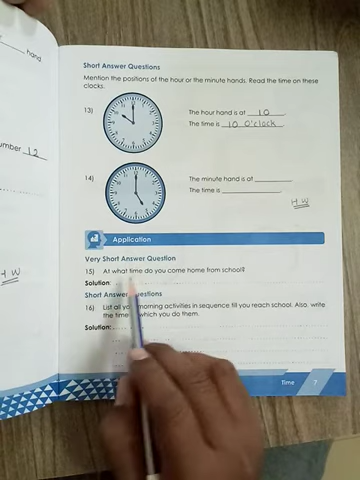 hand.
umber 12
H W
Short Answer Questions
Mention the positions of the hour or the minute hands. Read the time on these
clocks.
13)
The hour hand is at 10
The time is 10 O'clock
14)
The minute hand is at
The time is
H W
Application
Very Short Answer Question
15) At what time do you come home from school?
Solution:
Short Answer Questions
16) List all your morning activities in sequence till you reach school. Also, write
the time which you do them.
Solution:
Time 7